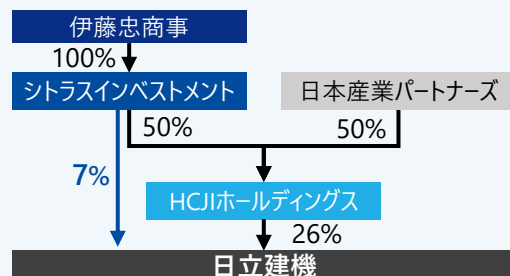 伊藤忠商事
100%
シトラスインベストメント
日本産業パートナーズ
50%
50%
7%
HCJIホールディングス
26%
日立建機